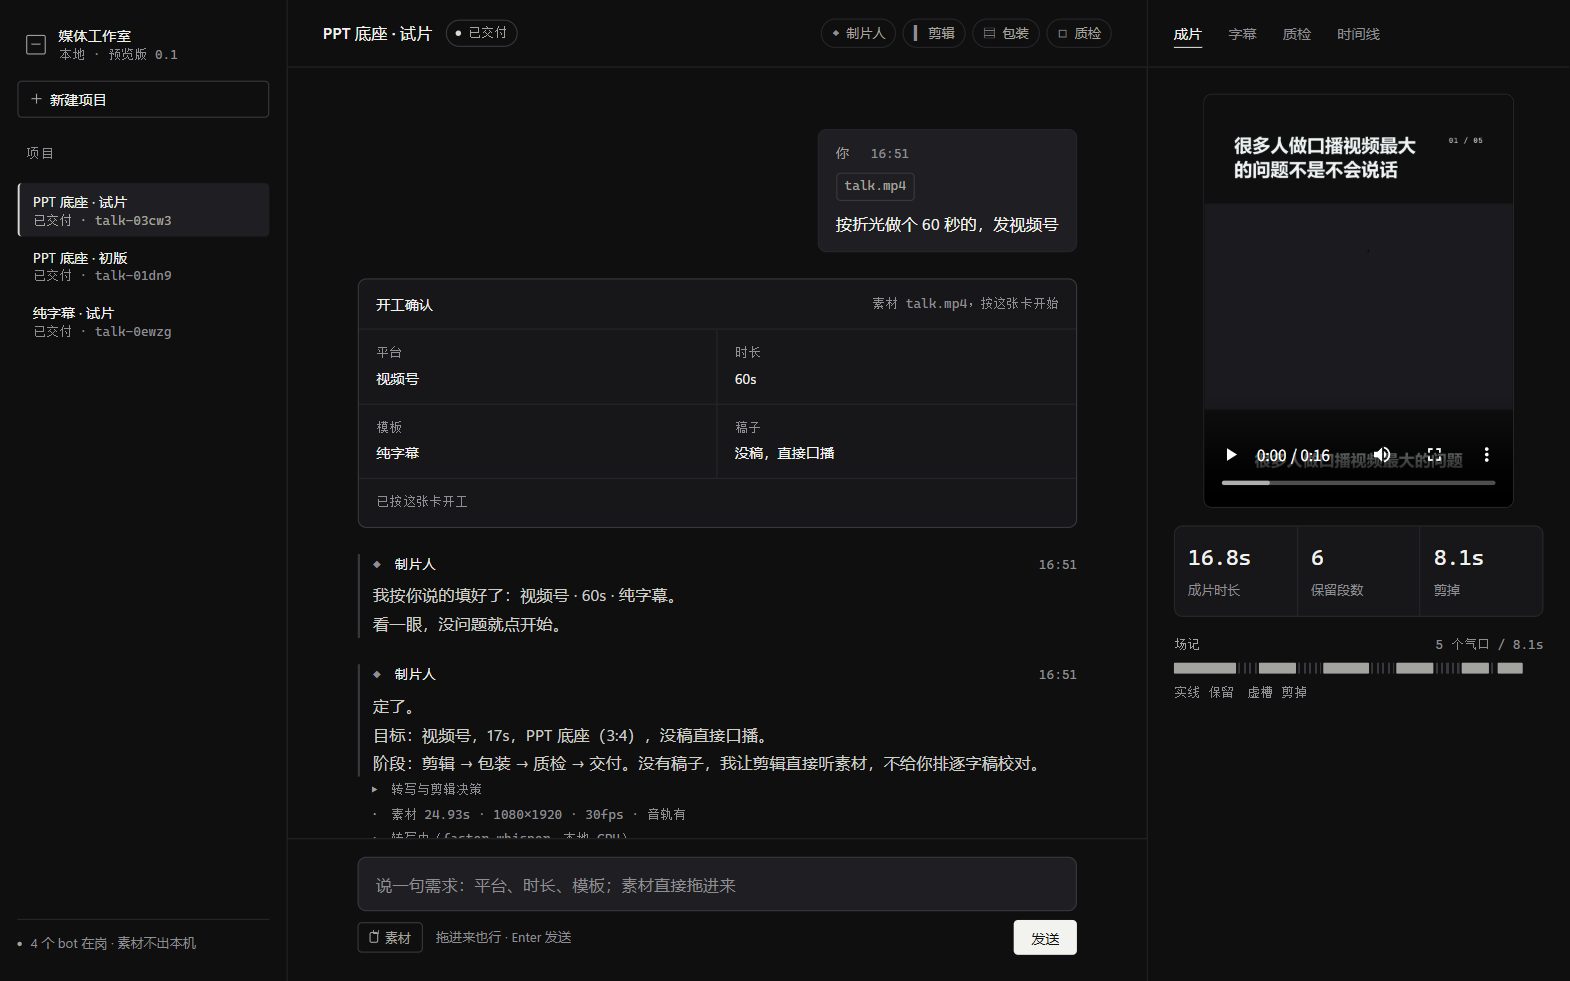 媒体工作室
本地 · 预览版 0.1
新建项目
项目
PPT 底座 · 试片
已交付 · talk-03cw3
PPT 底座 · 初版
已交付 · talk-01dn9
纯字幕 · 试片
已交付 · talk-0ewzg
4 个 bot 在岗 · 素材不出本机
PPT 底座 · 试片
已交付
制片人
剪辑
包装
质检
你 16:51
talk.mp4
按折光做个 60 秒的，发视频号
开工确认
素材 talk.mp4，按这张卡开始
平台
视频号
时长
60s
模板
纯字幕
稿子
没稿，直接口播
已按这张卡开工
制片人 16:51
我按你说的填好了：视频号 · 60s · 纯字幕。
看一眼，没问题就点开始。
制片人 16:51
定了。
目标：视频号，17s，PPT 底座（3:4），没稿直接口播。
阶段：剪辑 → 包装 → 质检 → 交付。没有稿子，我让剪辑直接听素材，不给你排逐字稿校对。
转写与剪辑决策
· 素材 24.93s · 1080×1920 · 30fps · 音轨有
说一句需求：平台、时长、模板；素材直接拖进来
素材
拖进来也行 · Enter 发送
发送
成片
字幕
质检
时间线
很多人做口播视频最大
的问题不是不会说话
01 / 05
很多人做口播视频最大的问题
0:00 / 0:16
16.8s
成片时长
6
保留段数
8.1s
剪掉
场记
5 个气口 / 8.1s
实线 保留 虚槽 剪掉